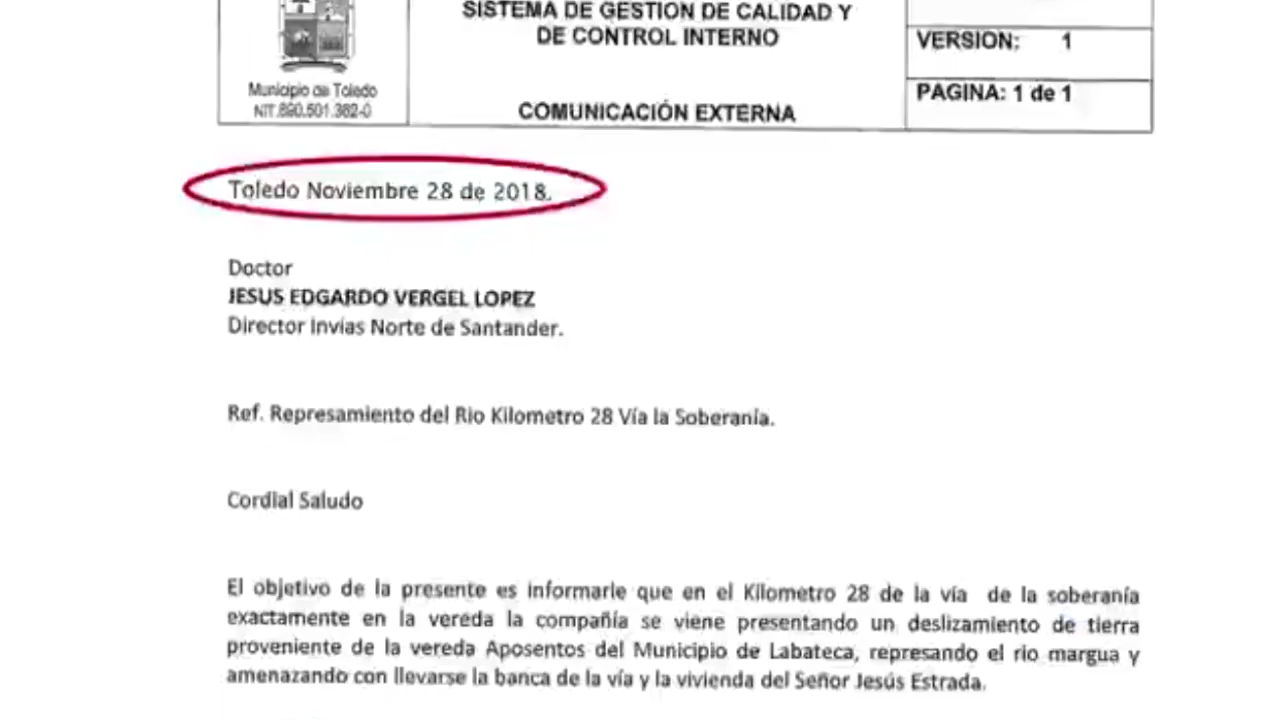 SISTEMA DE GESTION DE CALIDAD Y
DE CONTROL INTERNO
COMUNICACIÓN EXTERNA
VERSION: 1
PAGINA: 1 de 1
Municipio de Toledo
NIT.890.501.362-0
Toledo Noviembre 28 de 2018.
Doctor
JESUS EDGARDO VERGEL LOPEZ
Director Invias Norte de Santander.
Ref. Represamiento del Rio Kilometro 28 Vía la Soberanía.
Cordial Saludo
El objetivo de la presente es informarle que en el Kilometro 28 de la vía de la soberanía
exactamente en la vereda la compañía se viene presentando un deslizamiento de tierra
proveniente de la vereda Aposentos del Municipio de Labateca, represando el rio margua y
amenazando con llevarse la banca de la vía y la vivienda del Señor Jesús Estrada.